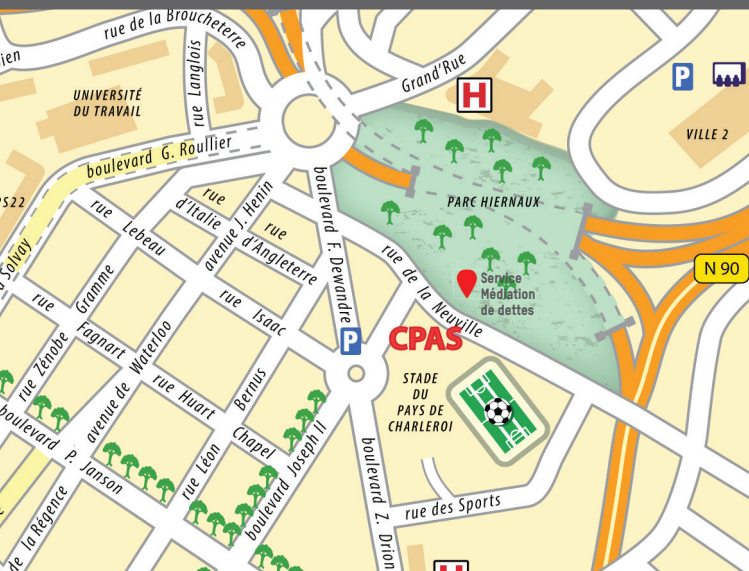 rue de la Broucheterre
ien
rue Langlois
Grand'Rue
H
P
UNIVERSITÉ
DU TRAVAIL
VILLE 2
boulevard G. Roullier
PS22
PARC HIERNAUX
rue
d'Italie
avenue J. Henin
rue
d'Angleterre
boulevard F. Dewandre
rue
Lebeau
Solvay
rue de la Neuville
N 90
Service
Médiation
de dettes
rue
Fagnart
rue Zénobe
Gramme
rue
Isaac
P
CPAS
avenue de Waterloo
rue Huart
Chapel
STADE
DU
PAYS DE
CHARLEROI
rue Léon
Bernus
boulevard Joseph II
boulevard P. Janson
boulevard Z. Drion
rue des Sports
de la Régence
H